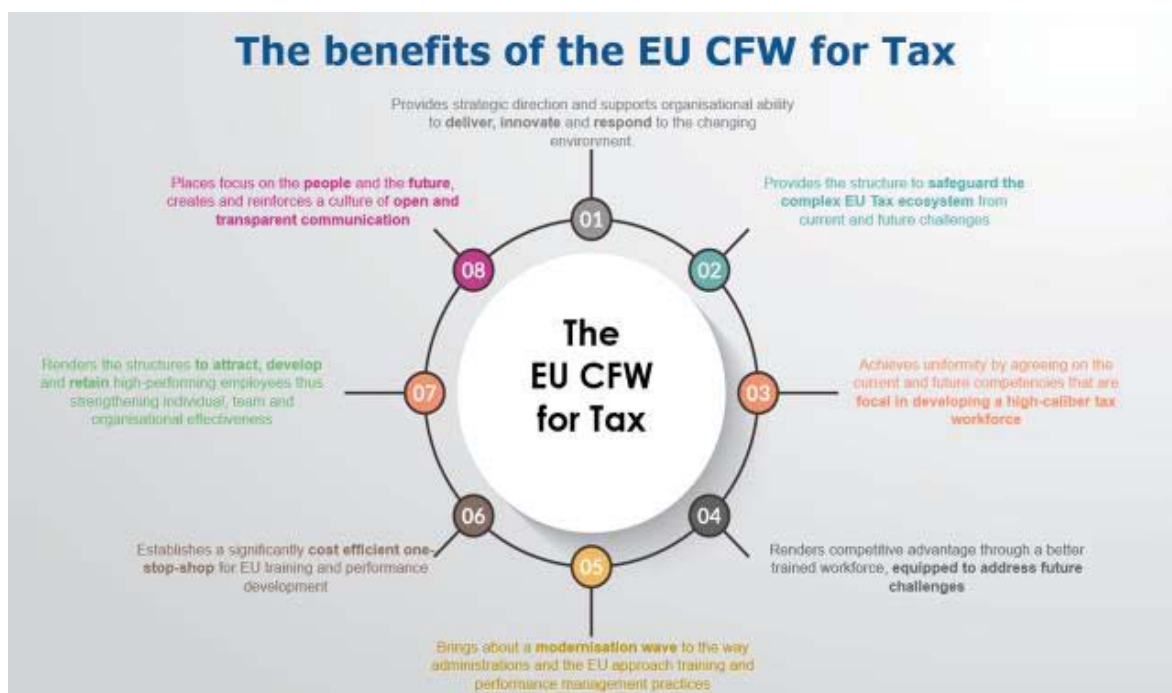 The benefits of the EU CFW for Tax
Provides strategic direction and supports organisational ability
to deliver, innovate and respond to the changing
environment.
01
Provides the structure to safeguard the
complex EU Tax ecosystem from
current and future challenges
02
Achieves uniformity by agreeing on the
current and future competencies that are
focal in developing a high-caliber tax
workforce
03
Renders competitive advantage through a better
trained workforce, equipped to address future
challenges
04
Brings about a modernisation wave to the way
administrations and the EU approach training and
performance management practices
05
Establishes a significantly cost efficient one-
stop-shop for EU training and performance
development
06
Renders the structures to attract, develop
and retain high-performing employees thus
strengthening individual, team and
organisational effectiveness
07
Places focus on the people and the future,
creates and reinforces a culture of open and
transparent communication
08
The
EU CFW
for Tax